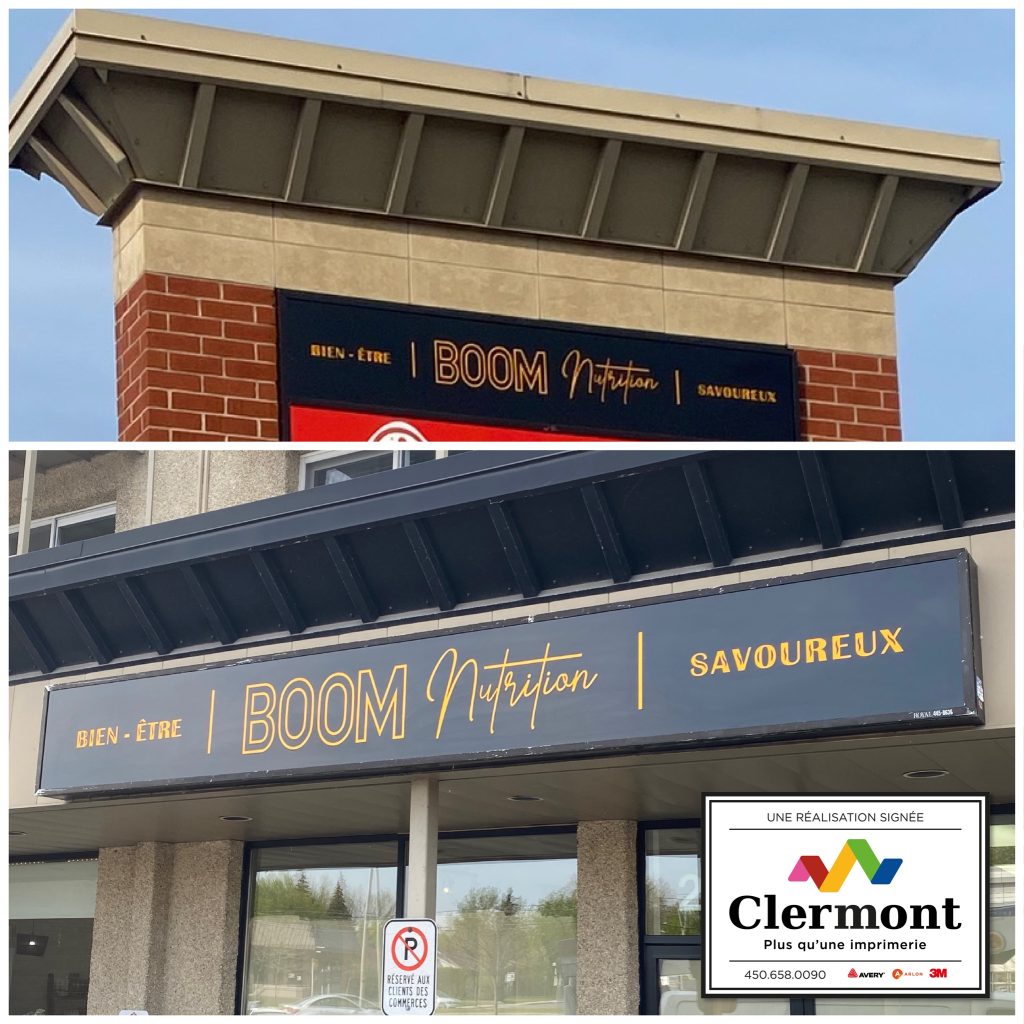 BIEN - ÊTRE | BOOM Nutrition | SAVOUREUX
BIEN - ÊTRE | BOOM Nutrition | SAVOUREUX
P
RÉSERVÉ AUX
CLIENTS DES
COMMERCES
UNE RÉALISATION SIGNÉE
Clermont
Plus qu'une imprimerie
450.658.0090 AVERY ARLON 3M